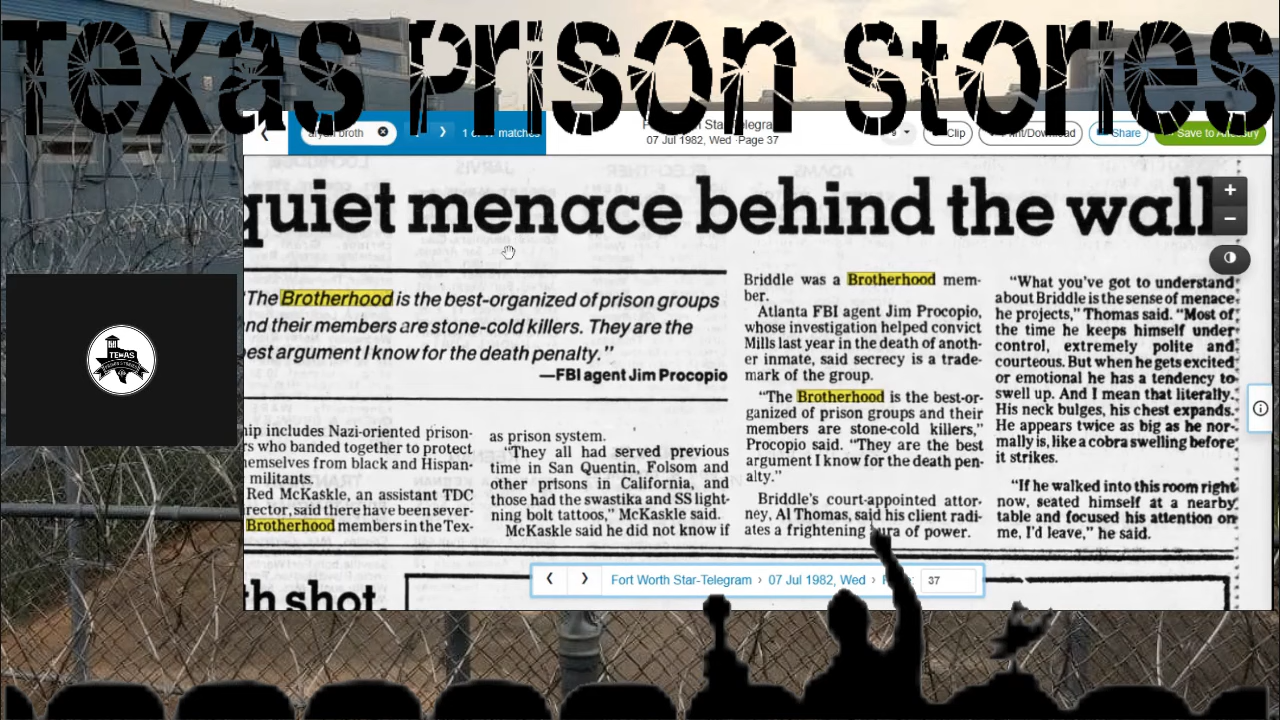 Texas Prison Stories
aryan broth
matches
07 Jul 1982, Wed · Page 37
Clip
Share
Save to Ancestry
quiet menace behind the wall
The Brotherhood is the best-organized of prison groups
nd their members are stone-cold killers. They are the
est argument I know for the death penalty."
—FBI agent Jim Procopio
hip includes Nazi-oriented prison-
rs who banded together to protect
hemselves from black and Hispan-
militants.
Red McKaskle, an assistant TDC
rector, said there have been sever-
Brotherhood members in the Tex-
as prison system.
"They all had served previous
time in San Quentin, Folsom and
other prisons in California, and
those had the swastika and SS light-
ning bolt tattoos," McKaskle said.
McKaskle said he did not know if
Briddle was a Brotherhood mem-
ber.
Atlanta FBI agent Jim Procopio,
whose investigation helped convict
Mills last year in the death of anoth-
er inmate, said secrecy is a trade-
mark of the group.
"The Brotherhood is the best-or-
ganized of prison groups and their
members are stone-cold killers,"
Procopio said. "They are the best
argument I know for the death pen-
alty."
Briddle's court-appointed attor-
ney, Al Thomas, said his client radi-
ates a frightening aura of power.
"What you've got to understand
about Briddle is the sense of menace
he projects," Thomas said. "Most of
the time he keeps himself under
control, extremely polite and
courteous. But when he gets excited
or emotional he has a tendency to
swell up. And I mean that literally.
His neck bulges, his chest expands.
He appears twice as big as he nor-
mally is, like a cobra swelling before
it strikes.
"If he walked into this room right
now, seated himself at a nearby
table and focused his attention on
me, I'd leave," he said.
TEXAS
th shot.
Fort Worth Star-Telegram › 07 Jul 1982, Wed › 37